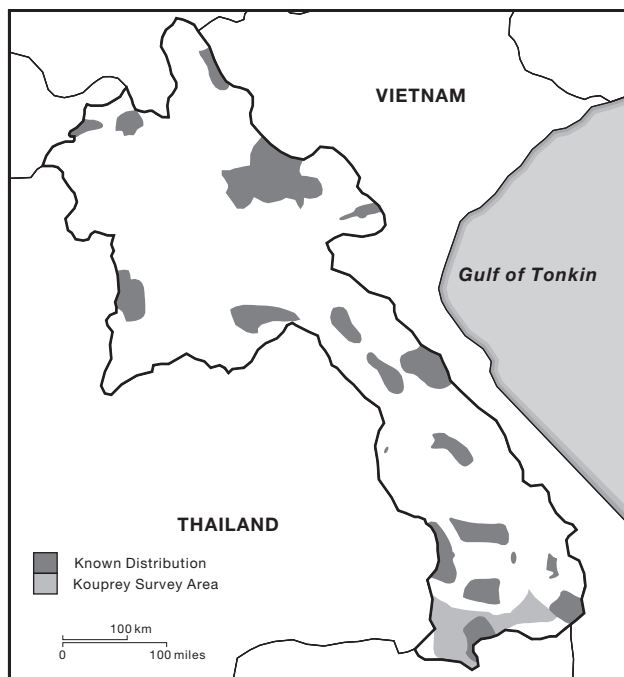 VIETNAM
Gulf of Tonkin
THAILAND
Known Distribution
Kouprey Survey Area
100 km
0 100 miles